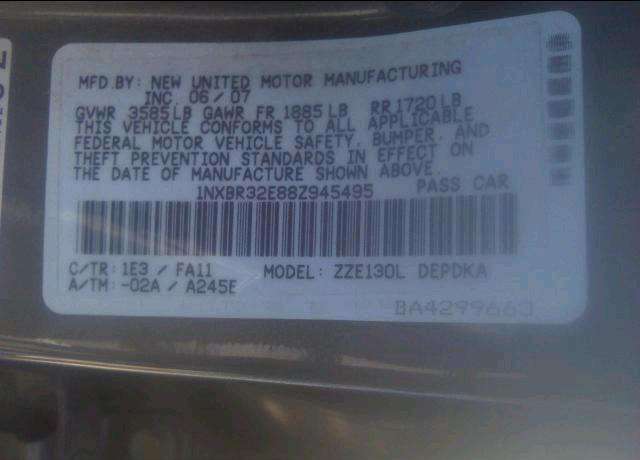 MFD.BY: NEW UNITED MOTOR MANUFACTURING
INC. 06/07
GVWR 3585LB GAWR FR 1885LB RR1720LB
THIS VEHICLE CONFORMS TO ALL APPLICABLE
FEDERAL MOTOR VEHICLE SAFETY, BUMPER, AND
THEFT PREVENTION STANDARDS IN EFFECT ON
THE DATE OF MANUFACTURE SHOWN ABOVE.
1NXBR32E88Z945495 PASS CAR
C/TR: 1E3 / FA11 MODEL: ZZE130L DEPDKA
A/TM: -02A / A245E